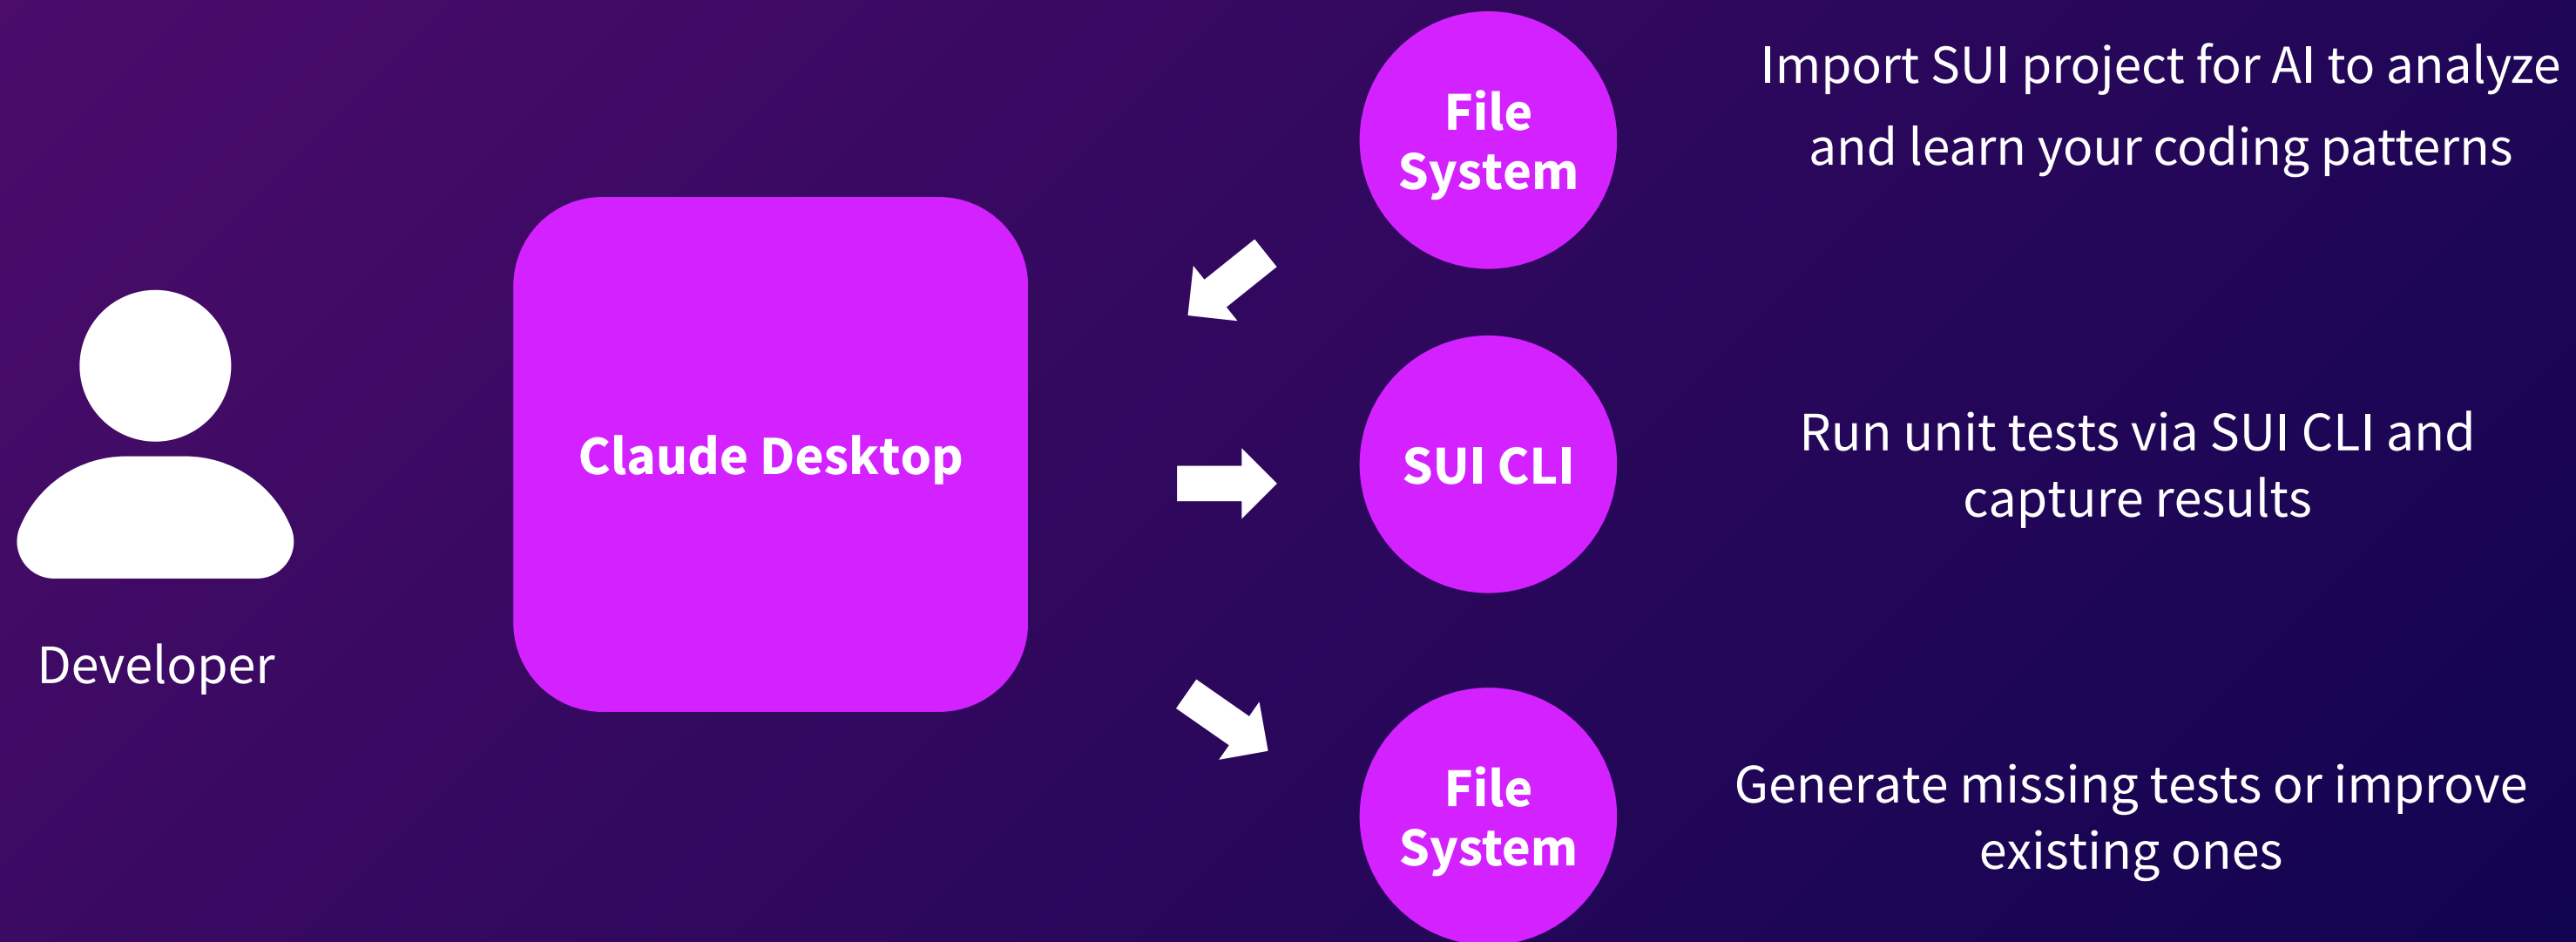 Developer
Claude Desktop
File
System
Import SUI project for AI to analyze
and learn your coding patterns
SUI CLI
Run unit tests via SUI CLI and
capture results
File
System
Generate missing tests or improve
existing ones